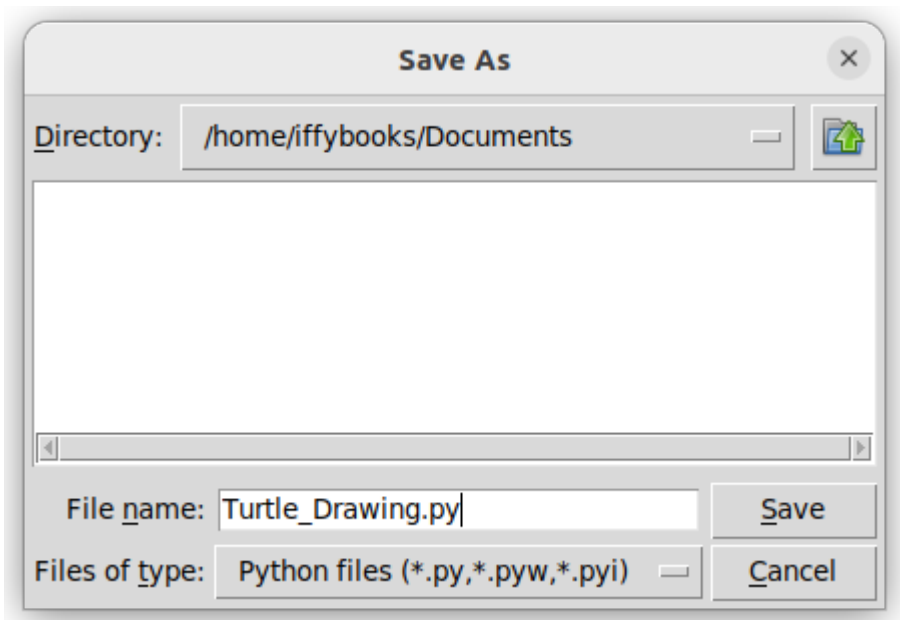 Save As
Directory: /home/iffybooks/Documents
File name: Turtle_Drawing.py Save
Files of type: Python files (*.py,*.pyw,*.pyi) Cancel